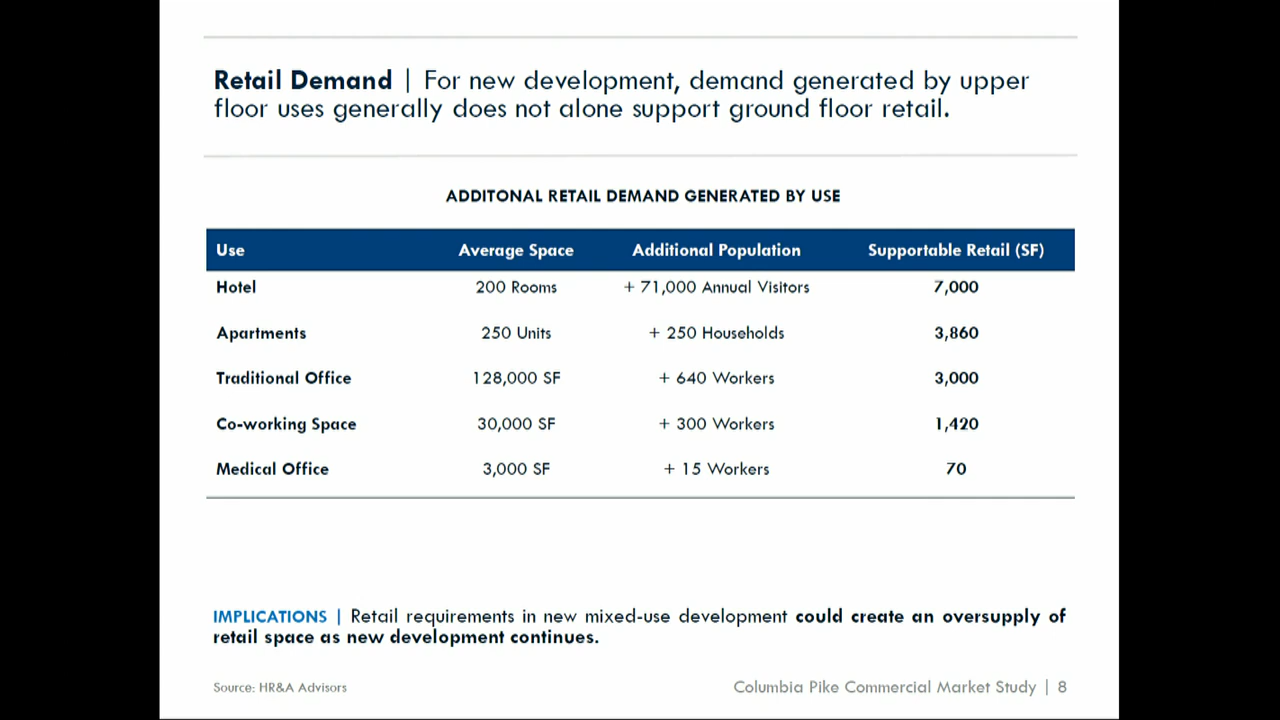 Retail Demand | For new development, demand generated by upper
floor uses generally does not alone support ground floor retail.
ADDITONAL RETAIL DEMAND GENERATED BY USE
Use Average Space Additional Population Supportable Retail (SF)
Hotel 200 Rooms + 71,000 Annual Visitors 7,000
Apartments 250 Units + 250 Households 3,860
Traditional Office 128,000 SF + 640 Workers 3,000
Co-working Space 30,000 SF + 300 Workers 1,420
Medical Office 3,000 SF + 15 Workers 70
IMPLICATIONS | Retail requirements in new mixed-use development could create an oversupply of
retail space as new development continues.
Source: HR&A Advisors Columbia Pike Commercial Market Study | 8